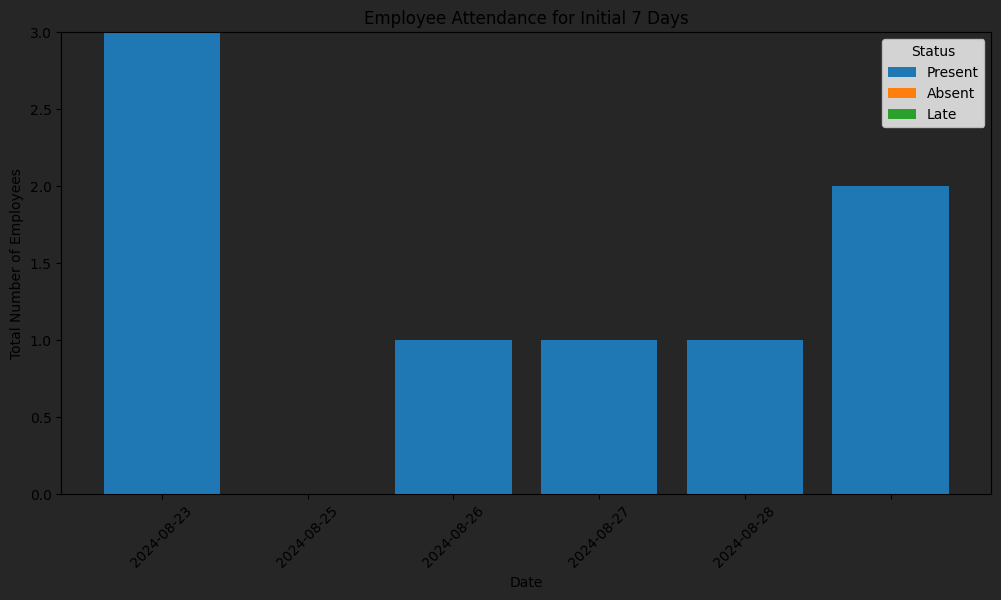 Employee Attendance for Initial 7 Days
Status
Present
Absent
Late
Total Number of Employees
3.0
2.5
2.0
1.5
1.0
0.5
0.0
2024-08-23
2024-08-25
2024-08-26
2024-08-27
2024-08-28
Date